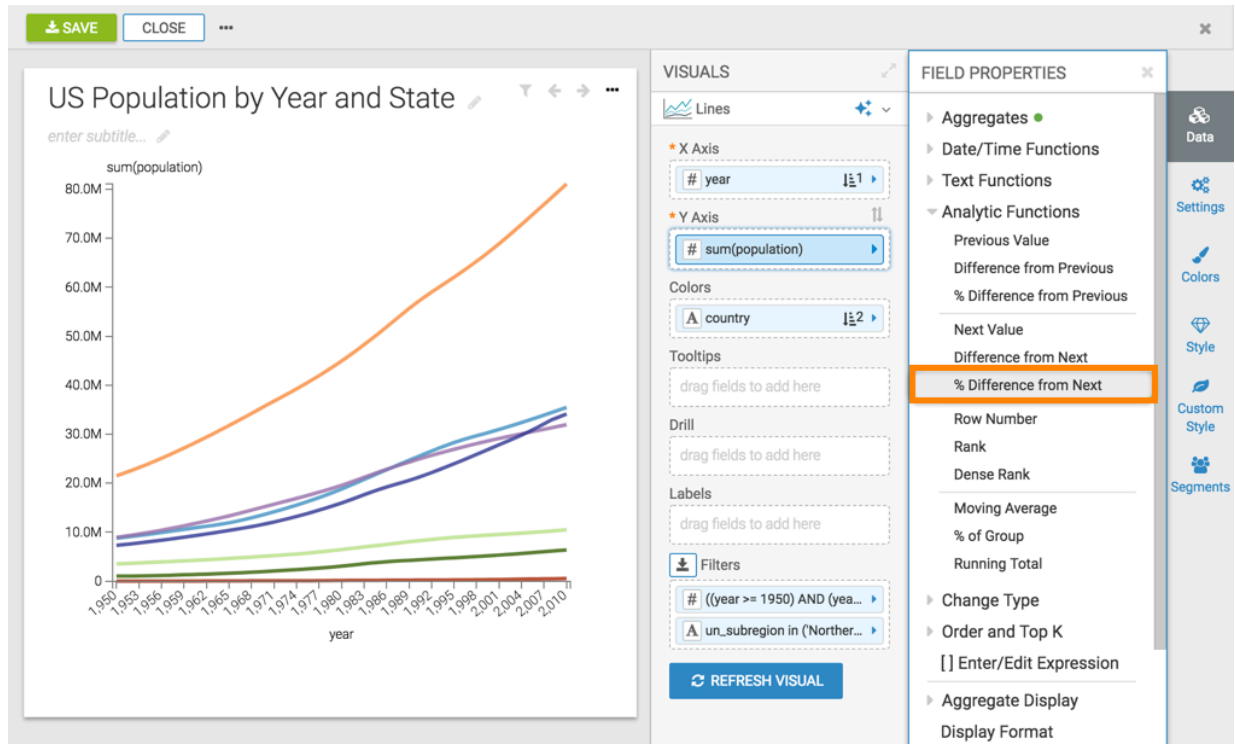 SAVE
CLOSE
US Population by Year and State
enter subtitle...
sum(population)
80.0M
70.0M
60.0M
50.0M
40.0M
30.0M
20.0M
10.0M
0
1,950
1,953
1,956
1,959
1,962
1,965
1,968
1,971
1,974
1,977
1,980
1,983
1,986
1,989
1,992
1,995
1,998
2,001
2,004
2,007
2,010
year
VISUALS
Lines
* X Axis
# year 1
* Y Axis
# sum(population)
Colors
A country 2
Tooltips
drag fields to add here
Drill
drag fields to add here
Labels
drag fields to add here
Filters
# ((year >= 1950) AND (yea...
A un_subregion in ('Norther...
REFRESH VISUAL
FIELD PROPERTIES
Aggregates
Date/Time Functions
Text Functions
Analytic Functions
Previous Value
Difference from Previous
% Difference from Previous
Next Value
Difference from Next
% Difference from Next
Row Number
Rank
Dense Rank
Moving Average
% of Group
Running Total
Change Type
Order and Top K
[ ] Enter/Edit Expression
Aggregate Display
Display Format
Data
Settings
Colors
Style
Custom
Style
Segments